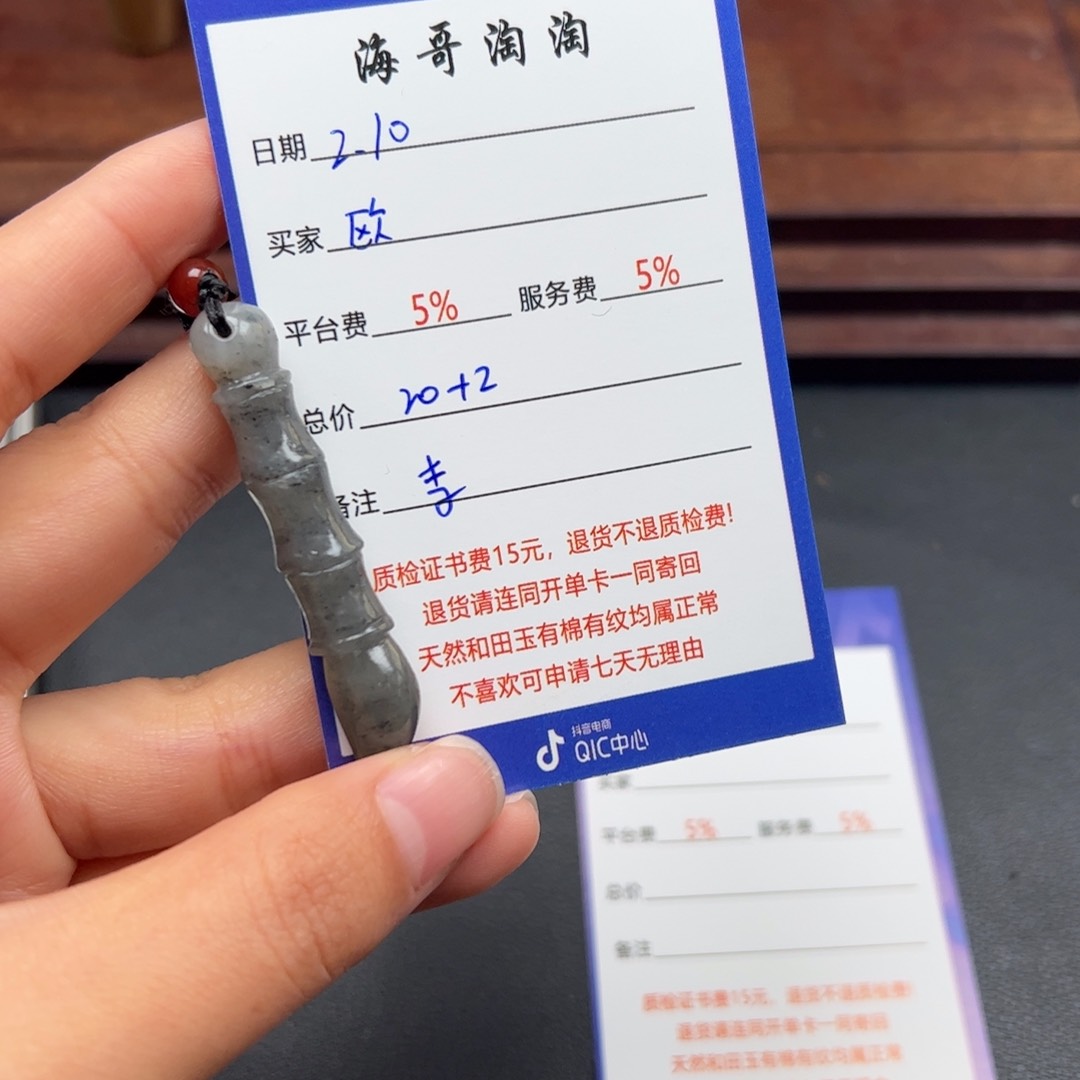 海哥淘淘
日期 2.10
买家 欧
平台费 5% 服务费 5%
总价 20+2
备注 李
质检证书费15元，退货不退质检费!
退货请连同开单卡一同寄回
天然和田玉有棉有纹均属正常
不喜欢可申请七天无理由
抖音电商
QIC中心
买家
平台费 5% 服务费 5%
总价
备注
质检证书费15元，退货不退质检费!
退货请连同开单卡一同寄回
天然和田玉有棉有纹均属正常